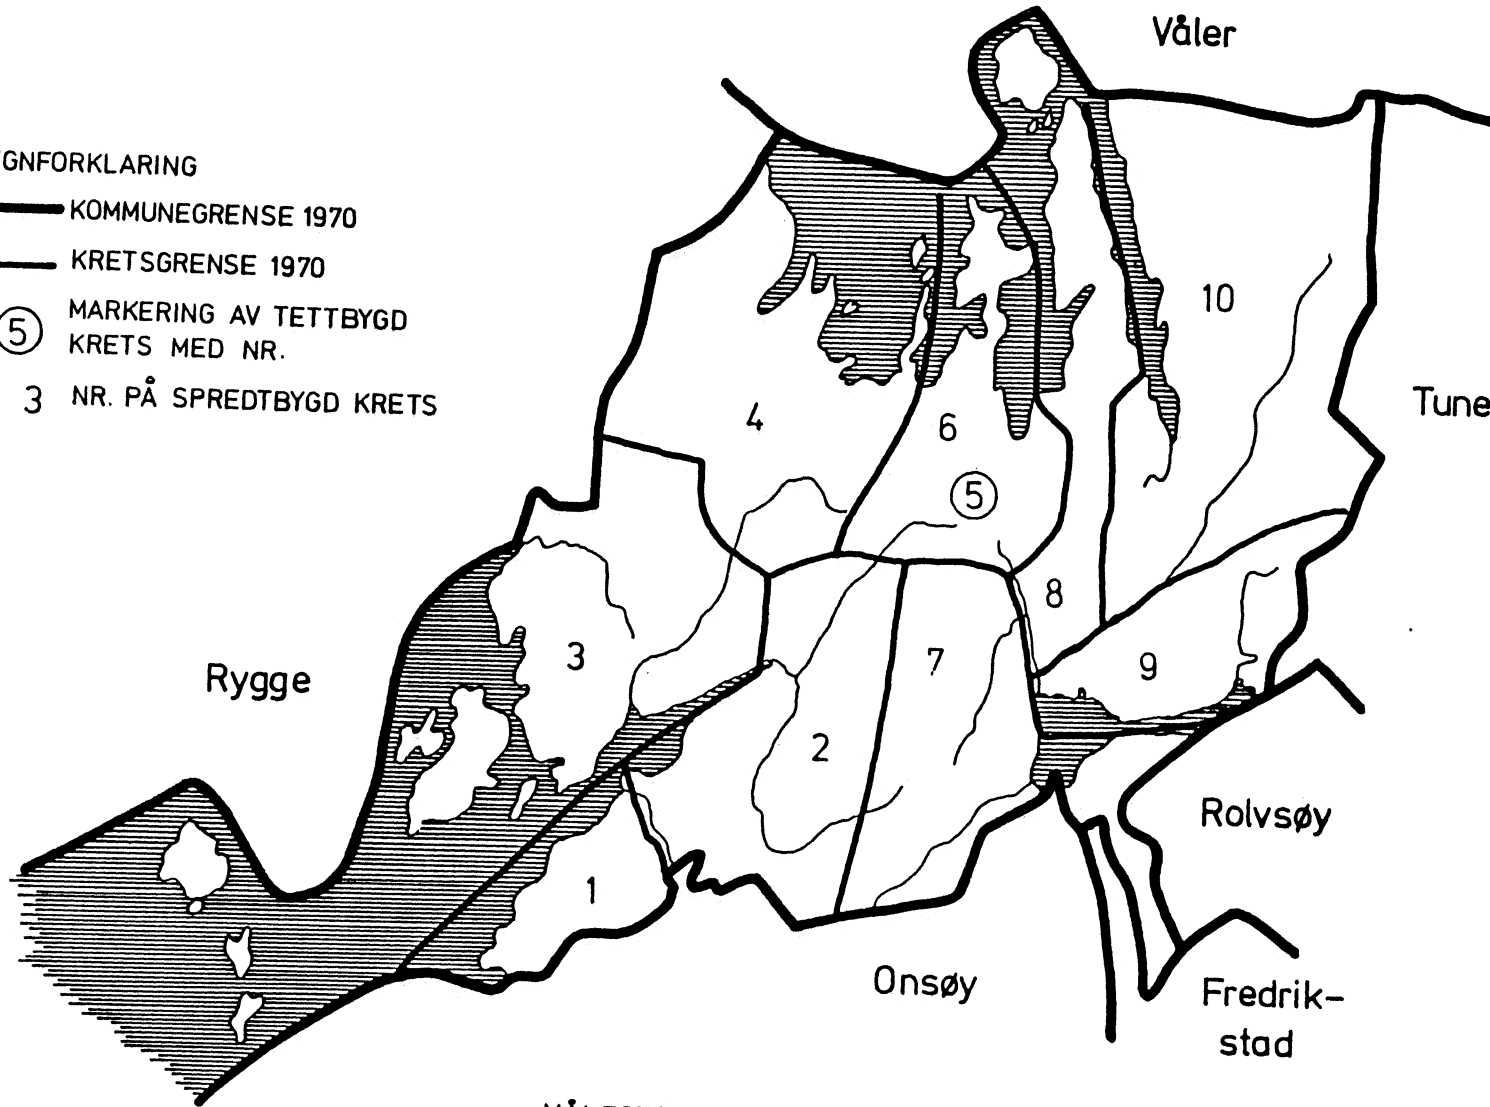 Våler
GNFORKLARING
KOMMUNEGRENSE 1970
KRETSGRENSE 1970
5 MARKERING AV TETTBYGD
KRETS MED NR.
3 NR. PÅ SPREDTBYGD KRETS
10
Tune
4
6
5
8
3
7
9
Rygge
2
Rolvsøy
1
Onsøy
Fredrik-
stad